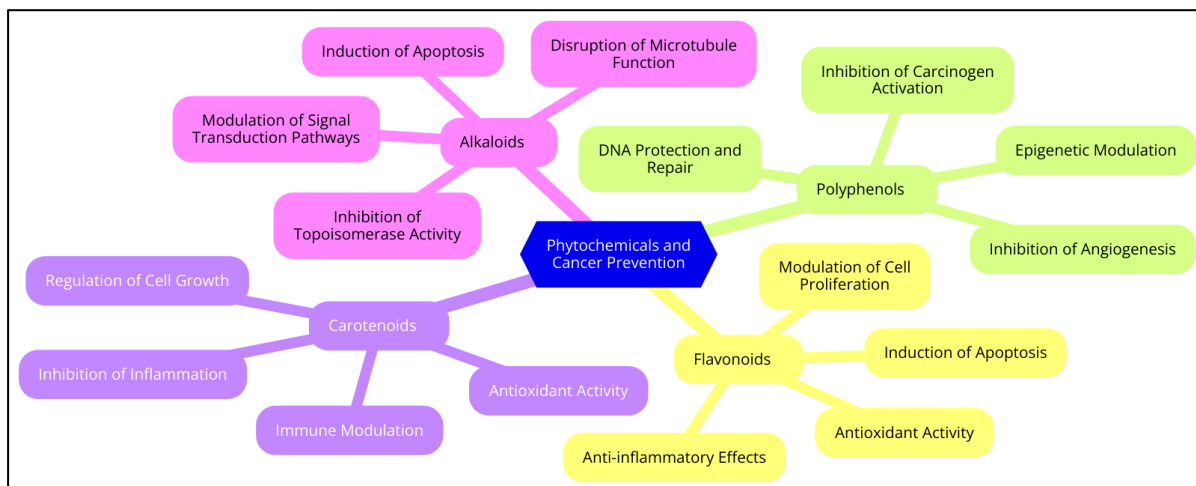 Phytochemicals and
Cancer Prevention
Alkaloids
Induction of Apoptosis
Disruption of Microtubule
Function
Modulation of Signal
Transduction Pathways
Inhibition of
Topoisomerase Activity
Polyphenols
Inhibition of Carcinogen
Activation
DNA Protection and
Repair
Epigenetic Modulation
Inhibition of Angiogenesis
Carotenoids
Regulation of Cell Growth
Inhibition of Inflammation
Immune Modulation
Antioxidant Activity
Flavonoids
Modulation of Cell
Proliferation
Induction of Apoptosis
Antioxidant Activity
Anti-inflammatory Effects